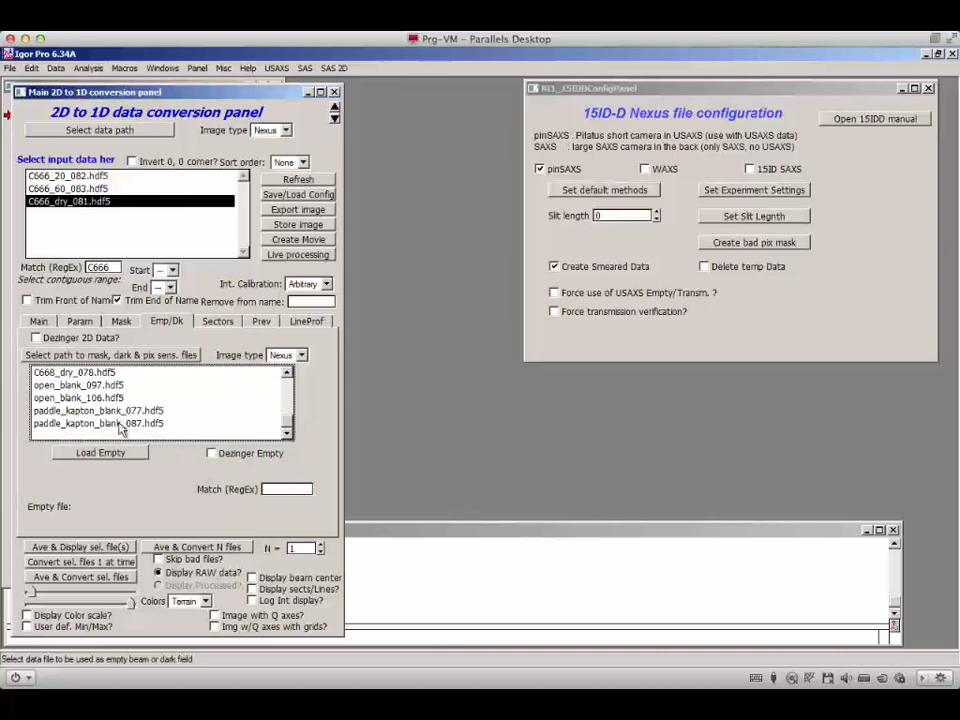 Prg-VM – Parallels Desktop
Igor Pro 6.34A
File Edit Data Analysis Macros Windows Panel Misc Help USAXS SAS SAS 2D
Main 2D to 1D conversion panel
2D to 1D data conversion panel
Select data path
Image type Nexus
Select input data her
Invert 0, 0 corner?
Sort order: None
C666_20_082.hdf5
C666_60_083.hdf5
C666_dry_081.hdf5
Refresh
Save/Load Config
Export image
Store image
Create Movie
Live processing
Match (RegEx) C666
Start --
Select contiguous range:
End --
Int. Calibration: Arbitrary
Trim Front of Nam
Trim End of Name
Remove from name:
Main Param Mask Emp/Dk Sectors Prev LineProf
Dezinger 2D Data?
Select path to mask, dark & pix sens. files
Image type Nexus
C668_dry_078.hdf5
open_blank_097.hdf5
open_blank_106.hdf5
paddle_kapton_blank_077.hdf5
paddle_kapton_blank_087.hdf5
Load Empty
Dezinger Empty
Match (RegEx)
Empty file:
Ave & Display sel. file(s)
Ave & Convert N files
N = 1
Convert sel. files 1 at time
Skip bad files?
Ave & Convert sel. files
Display RAW data?
Display Processed?
Display beam center
Display sects/Lines?
Log Int display?
Colors Terrain
Display Color scale?
Image with Q axes?
User def. Min/Max?
Img w/Q axes with grids?
15ID-D Nexus file configuration
Open 15IDD manual
pinSAXS : Pilatus short camera in USAXS (use with USAXS data)
SAXS : large SAXS camera in the back (only SAXS, no USAXS)
pinSAXS
WAXS
15ID SAXS
Set default methods
Set Experiment Settings
Slit length 0
Set Slit Legnth
Create bad pix mask
Create Smeared Data
Delete temp Data
Force use of USAXS Empty/Transm. ?
Force transmission verification?
Select data file to be used as empty beam or dark field